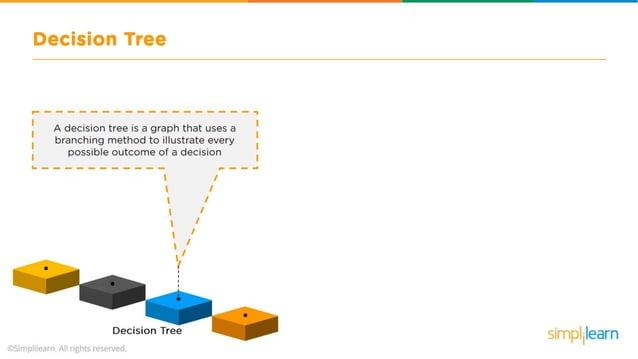 Decision Tree
A decision tree is a graph that uses a
branching method to illustrate every
possible outcome of a decision
Decision Tree
©Simplilearn. All rights reserved.
simplilearn